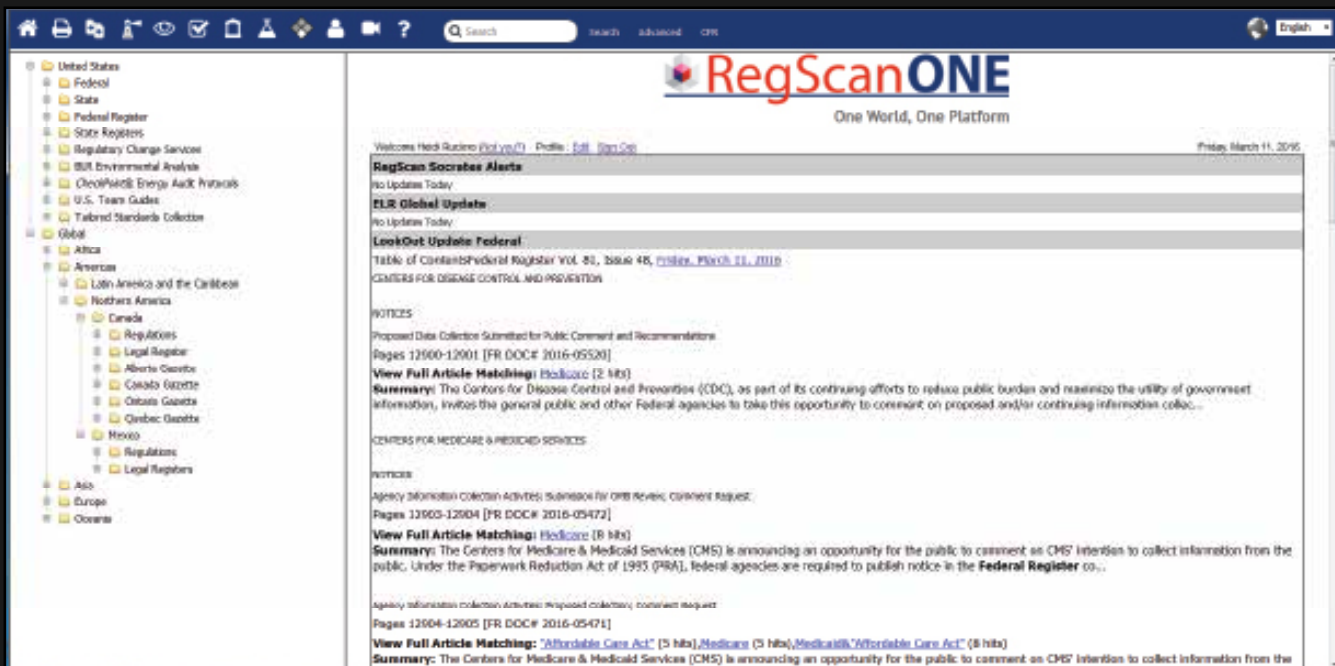 Search
search advanced CFR
English
United States
Federal
State
Federal Register
State Registers
Regulatory Change Services
Environmental Analysis
CheckPoint® Energy Audit Protocols
U.S. Team Guides
Tailored Standards Collection
Global
Africa
Americas
Latin America and the Caribbean
Northern America
Canada
Regulations
Legal Register
Alberta Gazette
Canada Gazette
Ontario Gazette
Quebec Gazette
Mexico
Regulations
Legal Registers
Asia
Europe
Oceania
RegScanONE
One World, One Platform
Welcome Heidi (Not you?) Profile: Edit Sign Out
Friday, March 11, 2016
RegScan Socrates Alerts
No Updates Today
ELR Global Update
No Updates Today
LookOut Update Federal
Table of ContentsFederal Register Vol. 81, Issue 48, Friday, March 11, 2016
CENTERS FOR DISEASE CONTROL AND PREVENTION
NOTICES
Proposed Data Collection Submitted for Public Comment and Recommendations
Pages 12900-12901 [FR DOC# 2016-05520]
View Full Article Matching: Medicare (2 hits)
Summary: The Centers for Disease Control and Prevention (CDC), as part of its continuing efforts to reduce public burden and maximize the utility of government
information, invites the general public and other Federal agencies to take this opportunity to comment on proposed and/or continuing information collec...
CENTERS FOR MEDICARE & MEDICAID SERVICES
NOTICES
Agency Information Collection Activities: Submission for OMB Review; Comment Request
Pages 12903-12904 [FR DOC# 2016-05472]
View Full Article Matching: Medicare (8 hits)
Summary: The Centers for Medicare & Medicaid Services (CMS) is announcing an opportunity for the public to comment on CMS' intention to collect information from the
public. Under the Paperwork Reduction Act of 1995 (PRA), federal agencies are required to publish notice in the Federal Register co...
Agency Information Collection Activities: Proposed Collection; Comment Request
Pages 12904-12905 [FR DOC# 2016-05471]
View Full Article Matching: "Affordable Care Act" (5 hits),Medicare (5 hits),Medicaid&"Affordable Care Act" (8 hits)
Summary: The Centers for Medicare & Medicaid Services (CMS) is announcing an opportunity for the public to comment on CMS' intention to collect information from the